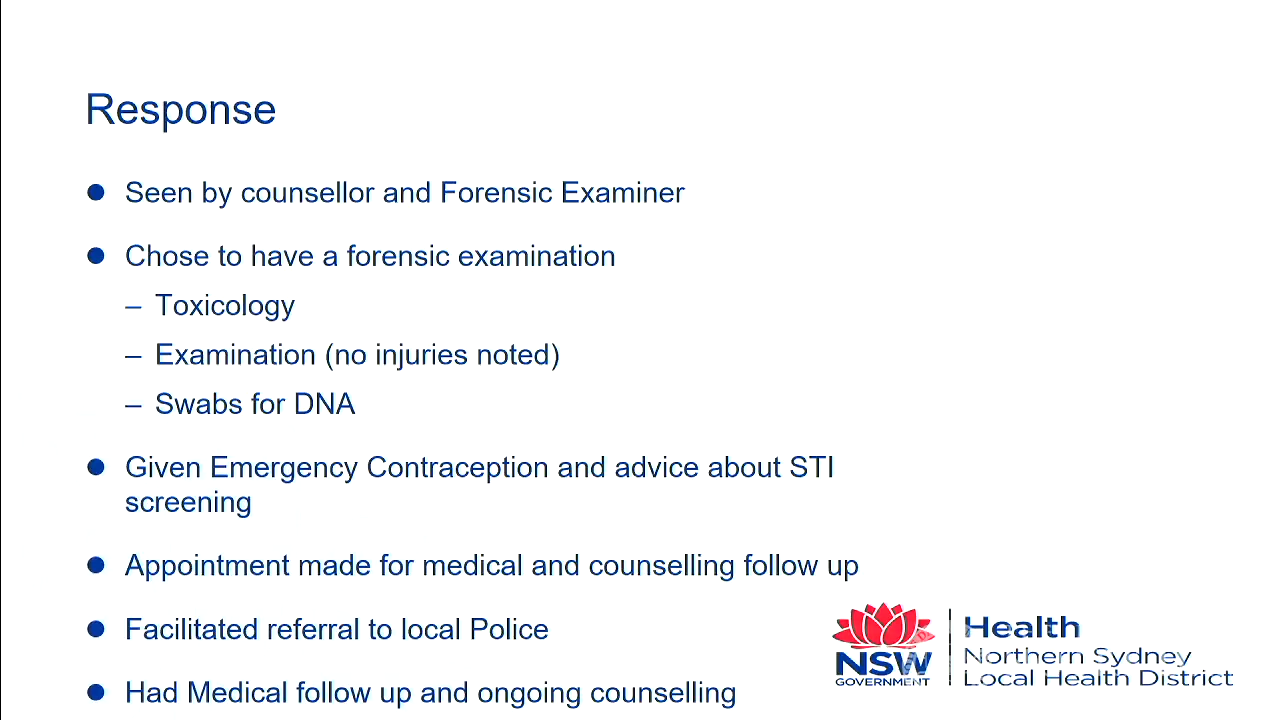 Response
● Seen by counsellor and Forensic Examiner
● Chose to have a forensic examination
– Toxicology
– Examination (no injuries noted)
– Swabs for DNA
● Given Emergency Contraception and advice about STI
screening
● Appointment made for medical and counselling follow up
● Facilitated referral to local Police
● Had Medical follow up and ongoing counselling
NSW
GOVERNMENT
Health
Northern Sydney
Local Health District